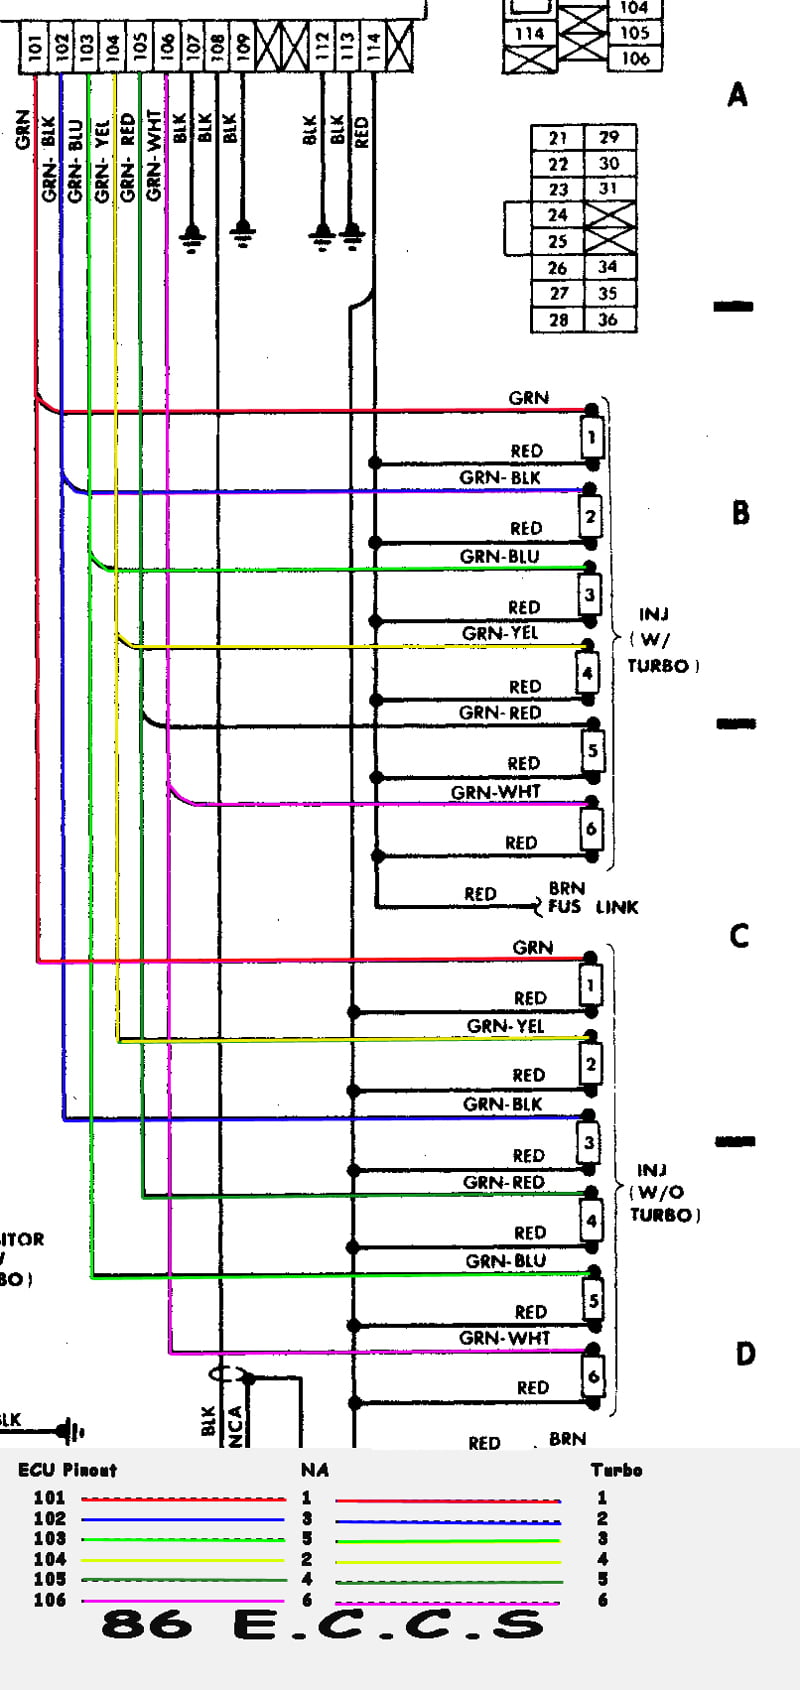 101 102 103 104 105 106 107 108 109 112 113 114
GRN
GRN- BLK
GRN- BLU
GRN- YEL
GRN- RED
GRN-WHT
BLK
BLK
BLK
BLK
BLK
RED
104
114 105
106
A
21 29
22 30
23 31
24
25
26 34
27 35
28 36
GRN
1
RED
GRN- BLK
2
RED
GRN-BLU
3
RED
GRN-YEL
4
RED
GRN- RED
5
RED
GRN-WHT
6
RED
INJ
( W/
TURBO )
B
RED
BRN
FUS LINK
C
GRN
1
RED
GRN- YEL
2
RED
GRN-BLK
3
RED
GRN-RED
4
RED
GRN- BLU
5
RED
GRN-WHT
6
RED
INJ
(W/O
TURBO)
D
ITOR
BO)
LK
BLK
NCA
RED
BRN
ECU Pinout NA Turbo
101 1 1
102 3 2
103 5 3
104 2 4
105 4 5
106 6 6
86 E.C.C.S